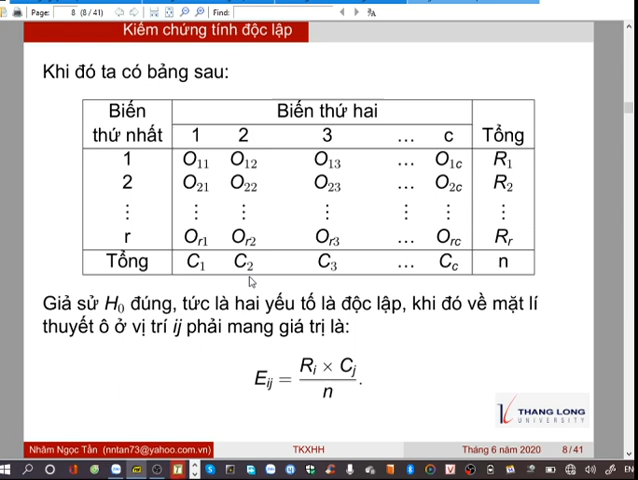 Page: 8 (8 / 41) Find:
Kiểm chứng tính độc lập
Khi đó ta có bảng sau:
Biến Biến thứ hai
thứ nhất 1 2 3 ... c Tổng
1 O₁₁ O₁₂ O₁₃ ... O₁c R₁
2 O₂₁ O₂₂ O₂₃ ... O₂c R₂
⋮ ⋮ ⋮ ⋮ ⋮ ⋮ ⋮
r Or₁ Or₂ Or₃ ... Orc Rr
Tổng C₁ C₂ C₃ ... Cc n
Giả sử H₀ đúng, tức là hai yếu tố là độc lập, khi đó về mặt lí
thuyết ô ở vị trí ij phải mang giá trị là:
Eij = Ri × Cj / n.
THANG LONG
UNIVERSITY
Nhâm Ngọc Tần (nntan73@yahoo.com.vn) TKXHH Tháng 6 năm 2020 8 / 41
EN